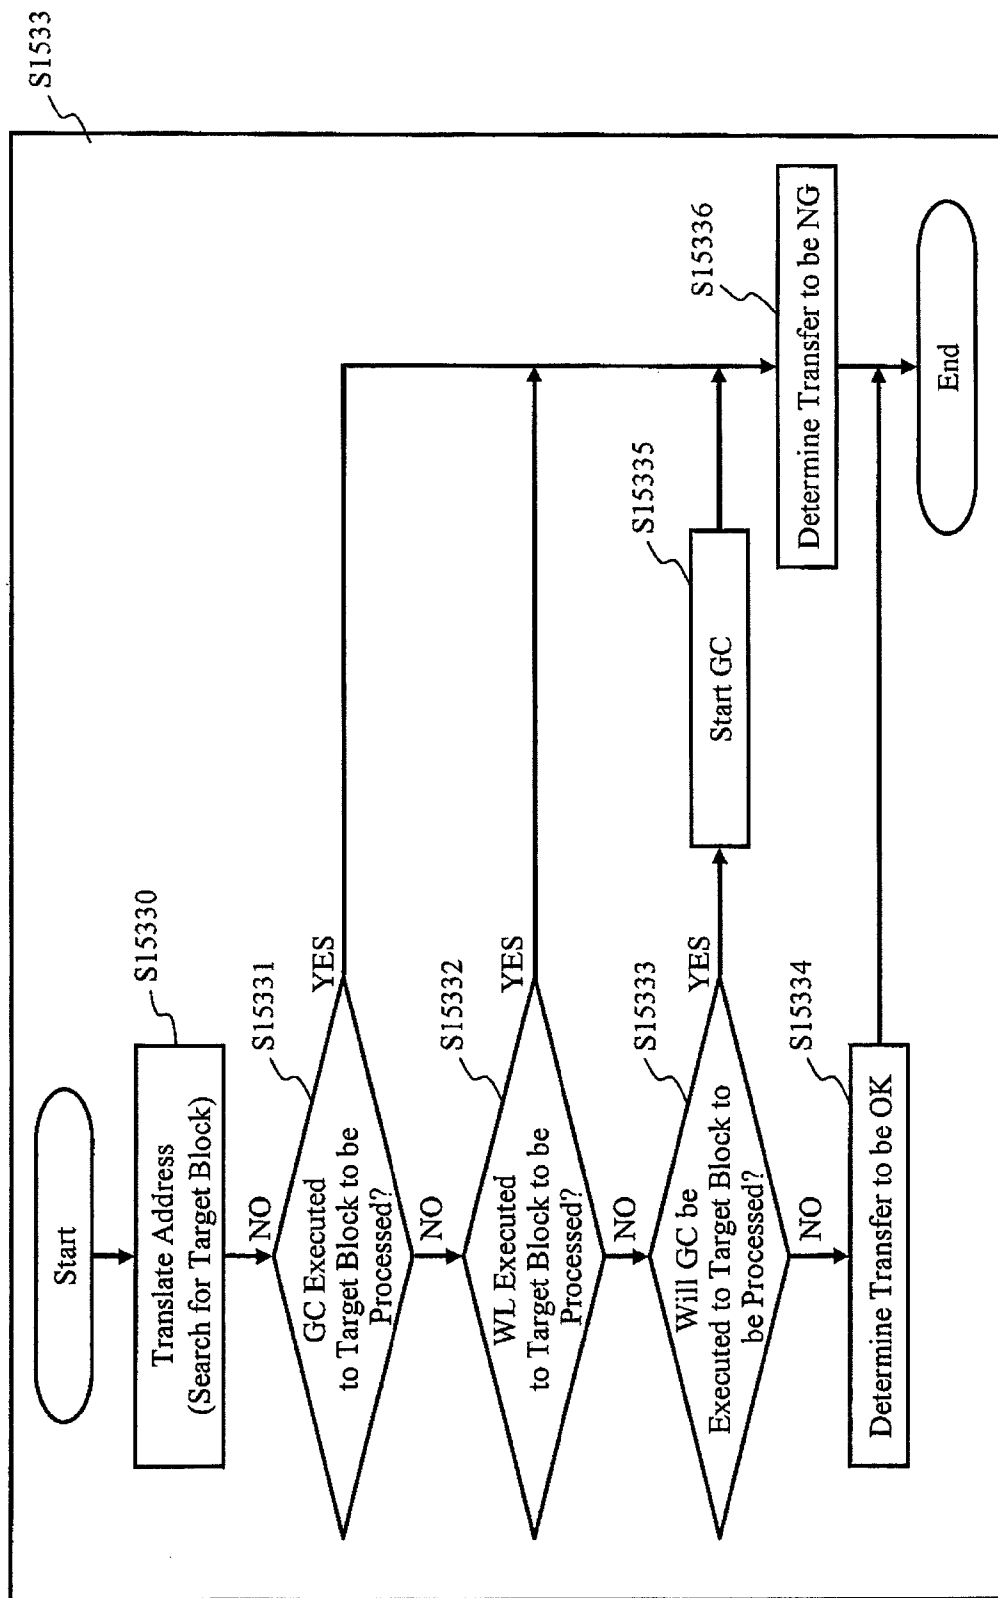 S1533
Start
S15330
Translate Address
(Search for Target Block)
NO
S15331
GC Executed
to Target Block to be
Processed?
YES
NO
S15332
WL Executed
to Target Block to be
Processed?
YES
NO
S15333
Will GC be
Executed to Target Block to
be Processed?
YES
S15335
Start GC
NO
S15334
Determine Transfer to be OK
S15336
Determine Transfer to be NG
End